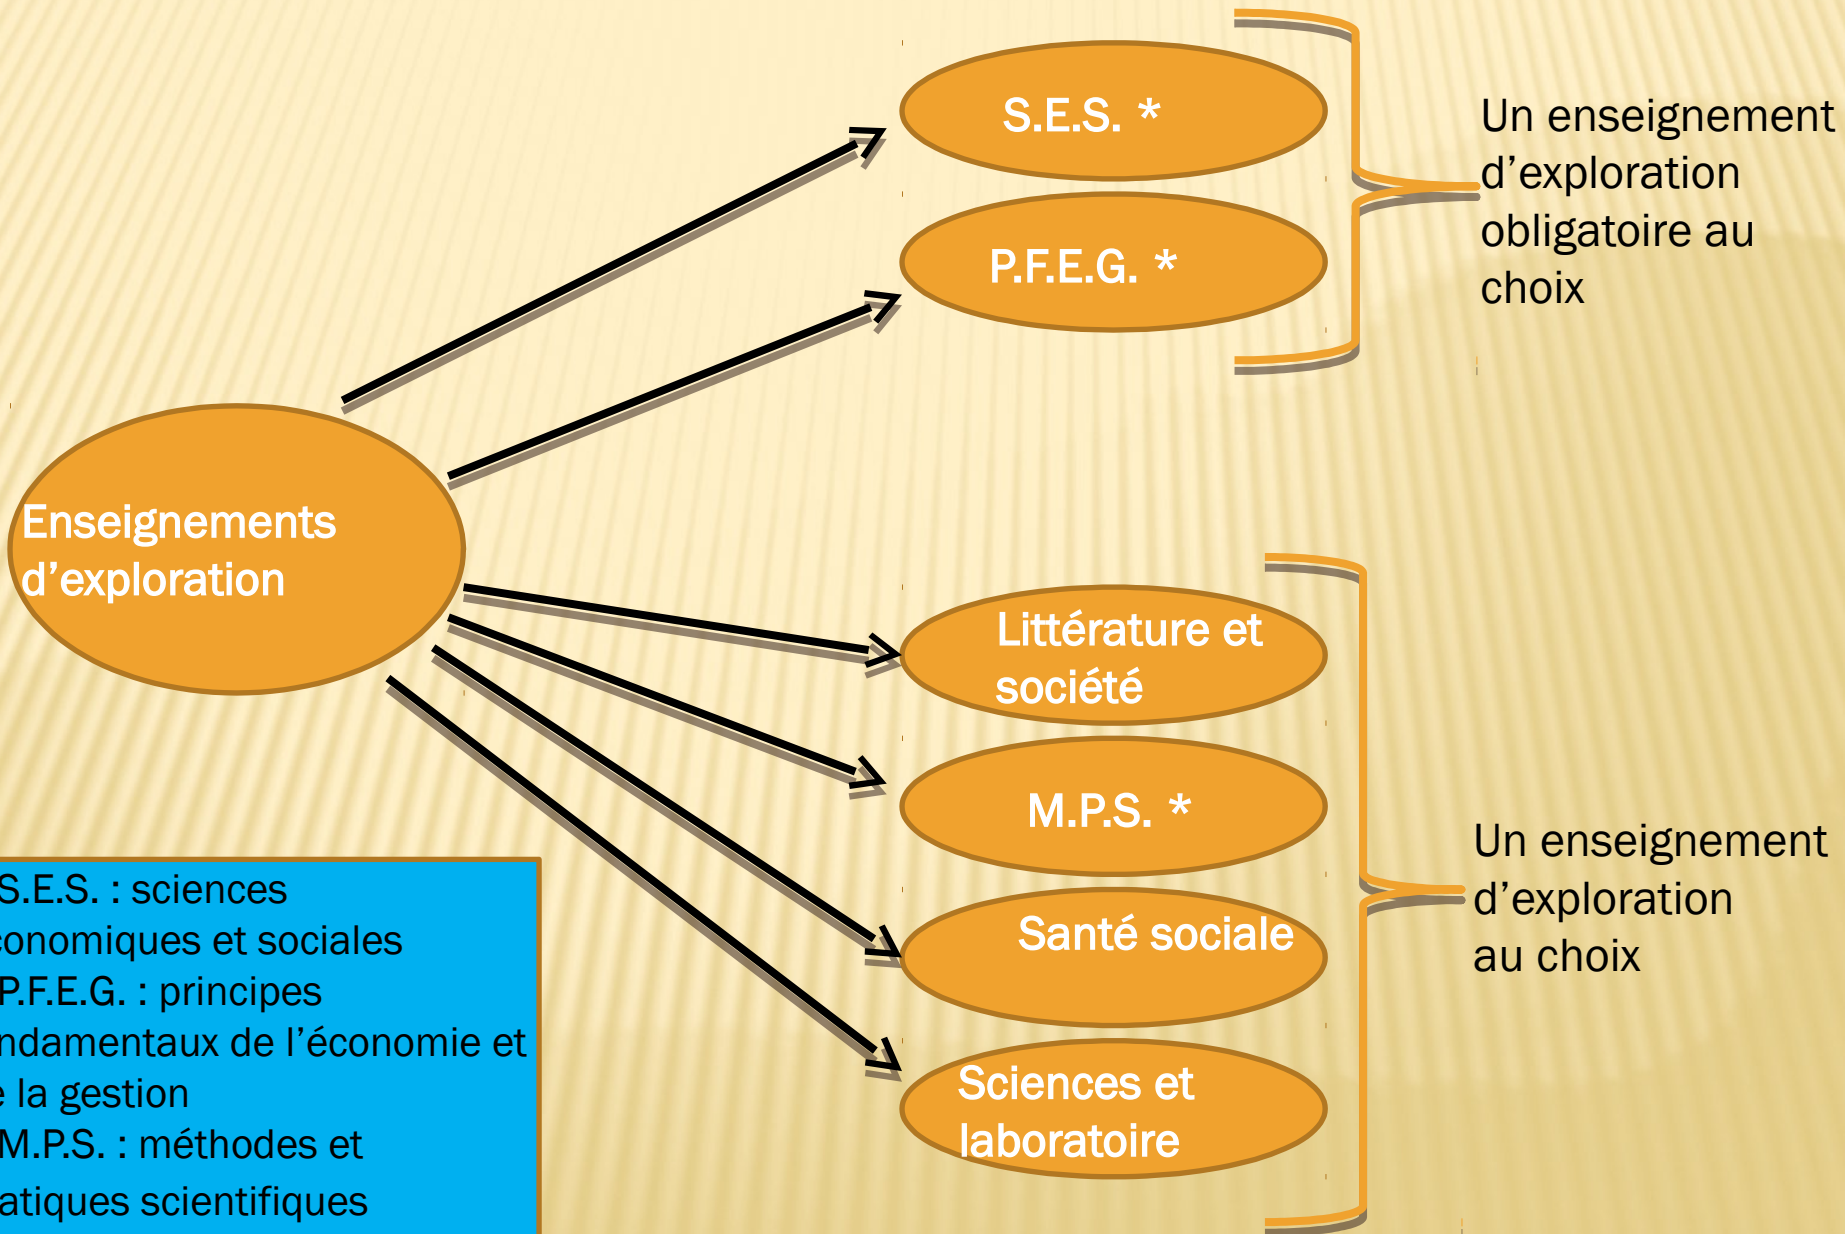 S.E.S. *
P.F.E.G. *
Un enseignement
d’exploration
obligatoire au
choix
Enseignements
d’exploration
Littérature et
société
M.P.S. *
Santé sociale
Sciences et
laboratoire
Un enseignement
d’exploration
au choix
S.E.S. : sciences
conomiques et sociales
P.F.E.G. : principes
ndamentaux de l’économie et
e la gestion
M.P.S. : méthodes et
atiques scientifiques